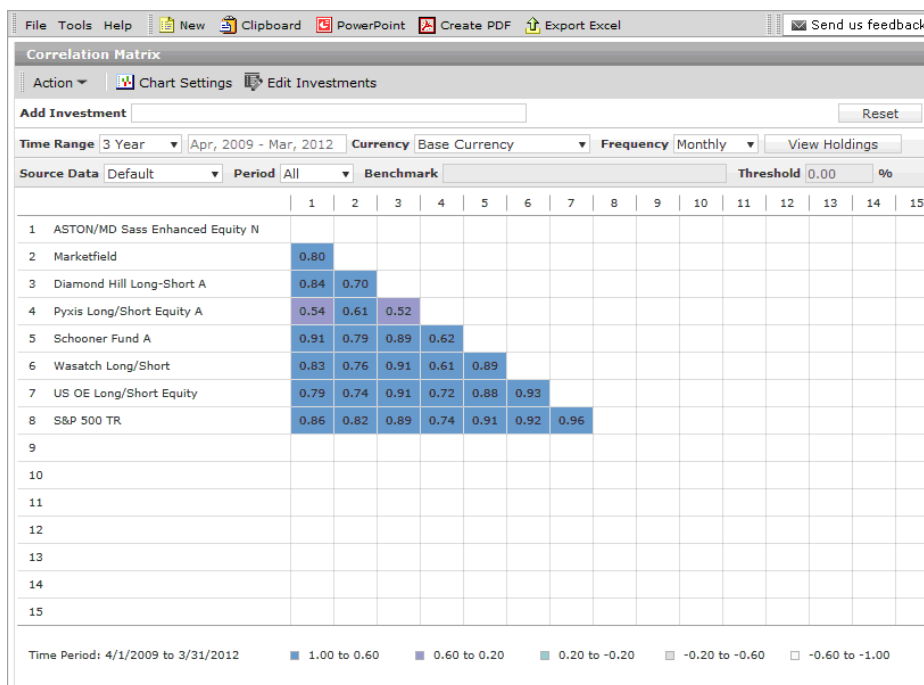 File Tools Help New Clipboard PowerPoint Create PDF Export Excel Send us feedback
Correlation Matrix
Action Chart Settings Edit Investments
Add Investment Reset
Time Range 3 Year Apr, 2009 - Mar, 2012 Currency Base Currency Frequency Monthly View Holdings
Source Data Default Period All Benchmark Threshold 0.00 %
1 2 3 4 5 6 7 8 9 10 11 12 13 14 15
1 ASTON/MD Sass Enhanced Equity N
2 Marketfield 0.80
3 Diamond Hill Long-Short A 0.84 0.70
4 Pyxis Long/Short Equity A 0.54 0.61 0.52
5 Schooner Fund A 0.91 0.79 0.89 0.62
6 Wasatch Long/Short 0.83 0.76 0.91 0.61 0.89
7 US OE Long/Short Equity 0.79 0.74 0.91 0.72 0.88 0.93
8 S&P 500 TR 0.86 0.82 0.89 0.74 0.91 0.92 0.96
9
10
11
12
13
14
15
Time Period: 4/1/2009 to 3/31/2012 1.00 to 0.60 0.60 to 0.20 0.20 to -0.20 -0.20 to -0.60 -0.60 to -1.00